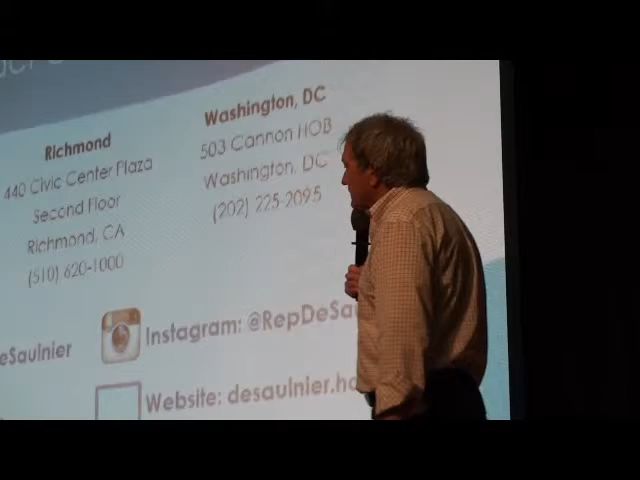 Richmond
440 Civic Center Plaza
Second Floor
Richmond, CA
(510) 620-1000
Washington, DC
503 Cannon HOB
Washington, DC
(202) 225-2095
eSaulnier
Instagram: @RepDeSau
Website: desaulnier.ho